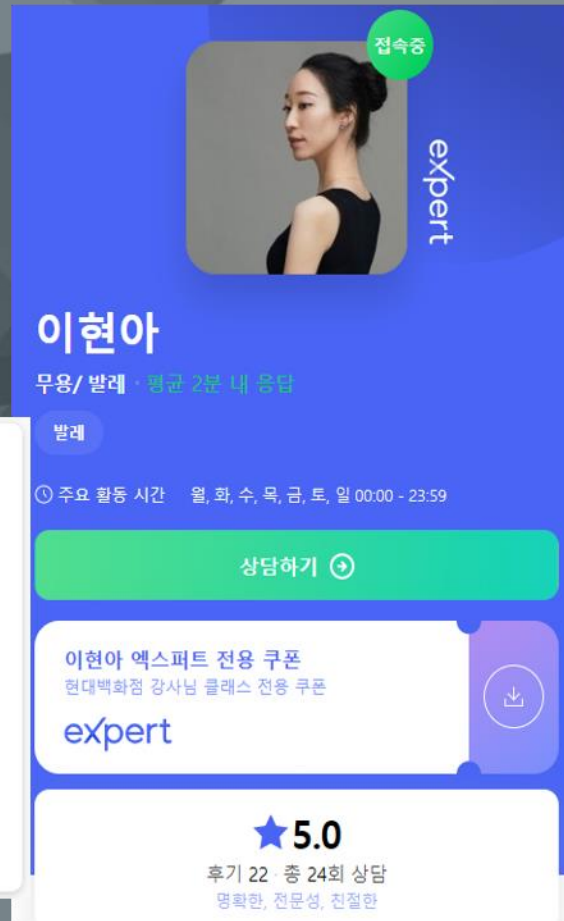 접속중
expert
이현아
무용/ 발레 · 평균 2분 내 응답
발레
주요 활동 시간 월, 화, 수, 목, 금, 토, 일 00:00 - 23:59
상담하기
이현아 엑스퍼트 전용 쿠폰
현대백화점 강사님 클래스 전용 쿠폰
expert
5.0
후기 22 · 총 24회 상담
명확한, 전문성, 친절한